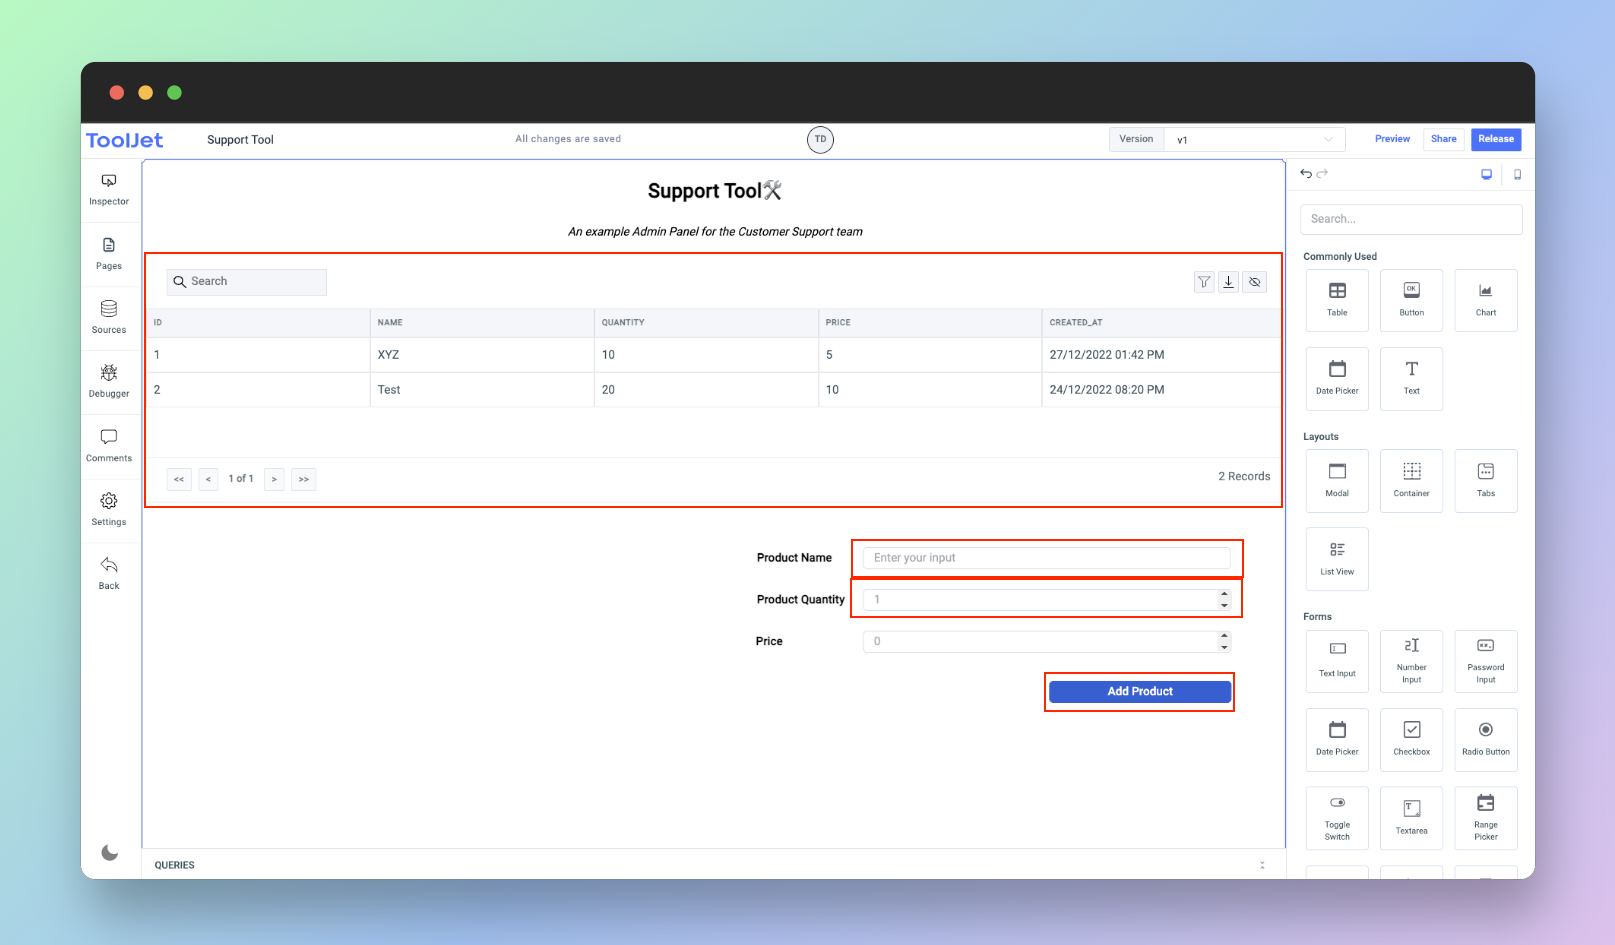 ToolJet
Support Tool
All changes are saved
TD
Version
v1
Preview
Share
Release
Inspector
Pages
Sources
Debugger
Comments
Settings
Back
Support Tool
An example Admin Panel for the Customer Support team
Search
ID NAME QUANTITY PRICE CREATED_AT
1 XYZ 10 5 27/12/2022 01:42 PM
2 Test 20 10 24/12/2022 08:20 PM
<< < 1 of 1 > >>
2 Records
Product Name Enter your input
Product Quantity 1
Price 0
Add Product
QUERIES
Search...
Commonly Used
Table
OK
Button
Chart
Date Picker
Text
Layouts
Modal
Container
Tabs
List View
Forms
Text Input
Number
Input
Password
Input
Date Picker
Checkbox
Radio Button
Toggle
Switch
Textarea
Range
Picker